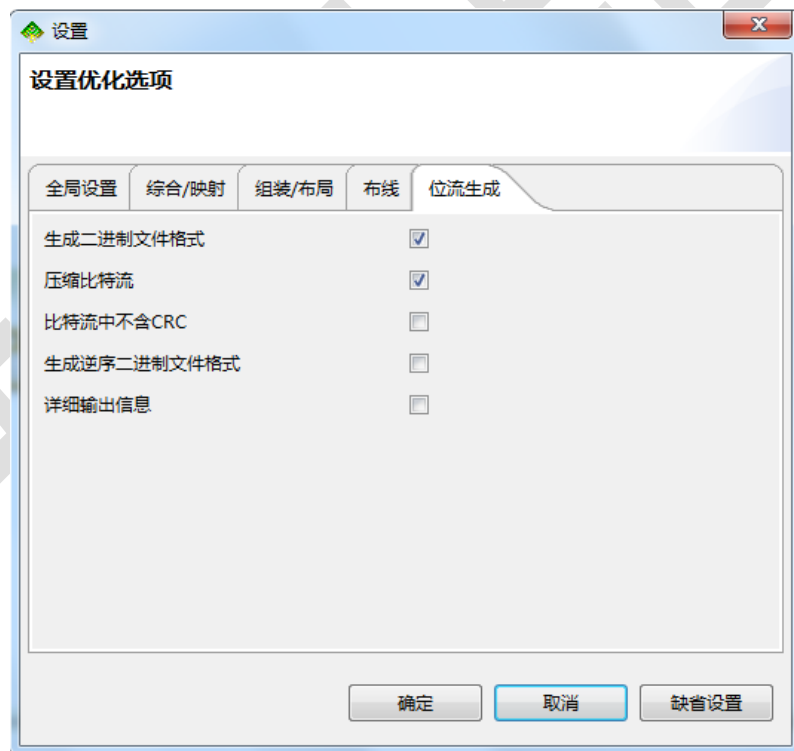 设置
设置优化选项
全局设置 综合/映射 组装/布局 布线 位流生成
生成二进制文件格式
压缩比特流
比特流中不含CRC
生成逆序二进制文件格式
详细输出信息
确定 取消 缺省设置